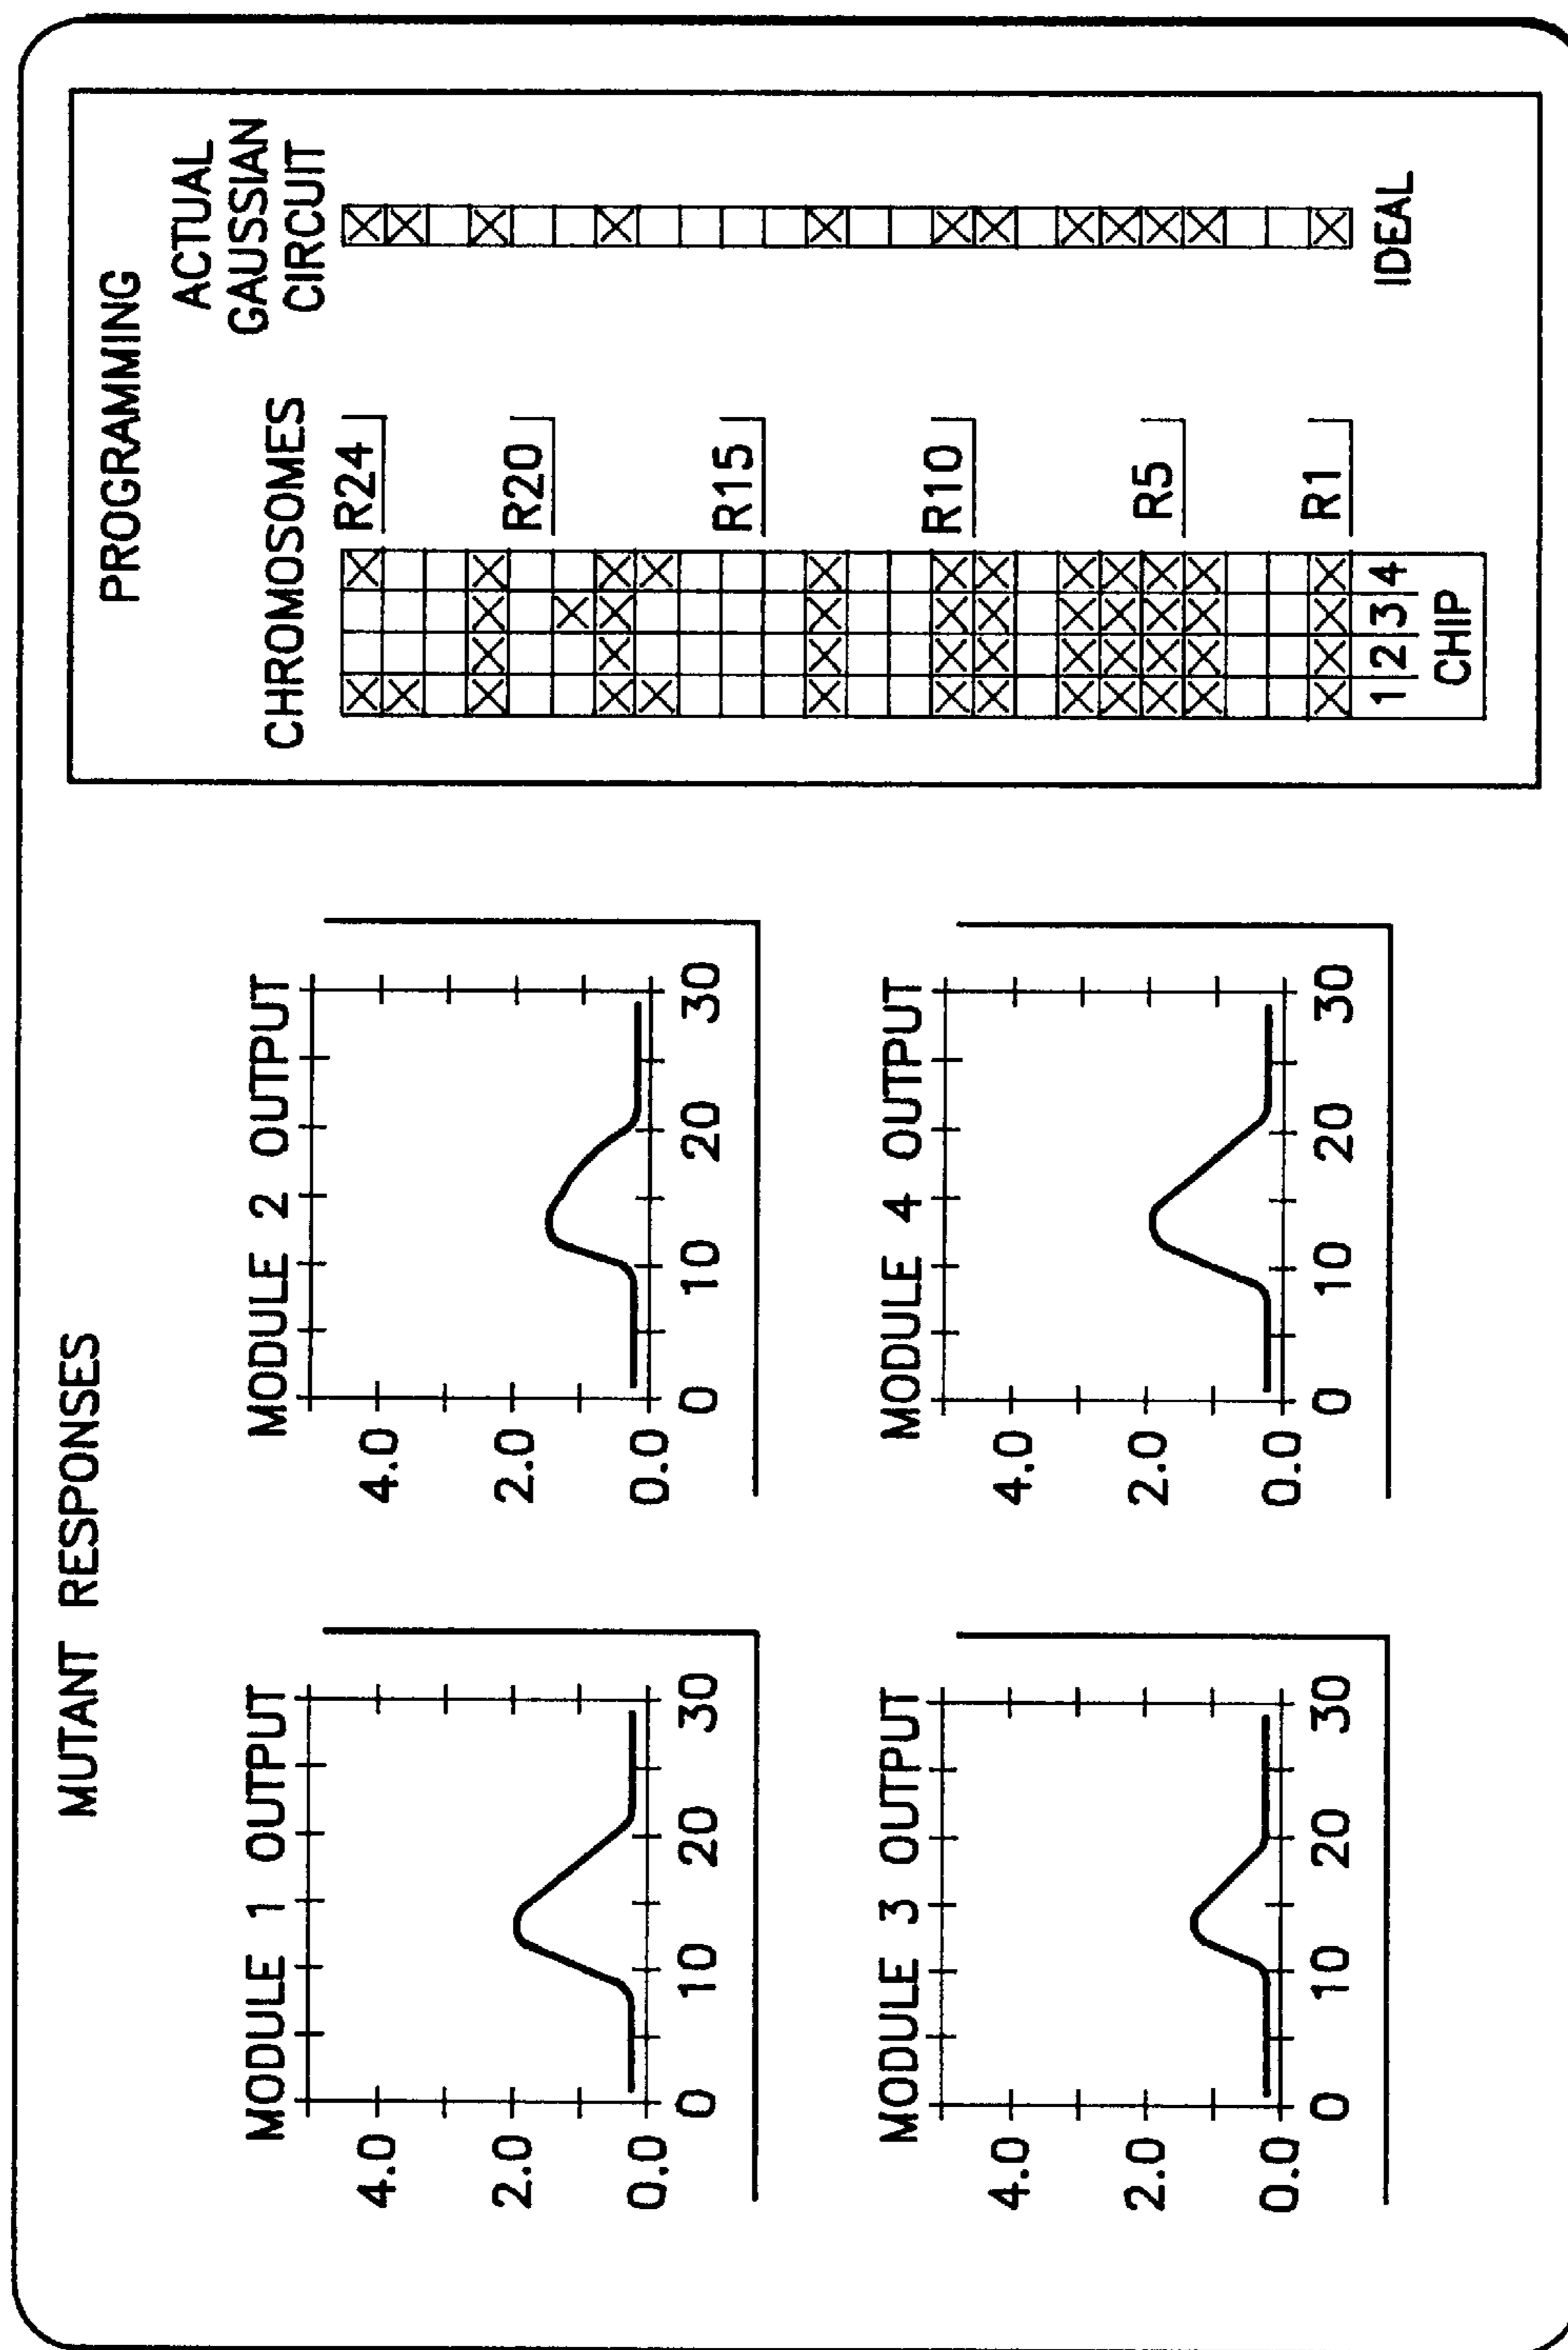 MUTANT RESPONSES
MODULE 1 OUTPUT
4.0
2.0
0.0
0 10 20 30
MODULE 2 OUTPUT
4.0
2.0
0.0
0 10 20 30
MODULE 3 OUTPUT
4.0
2.0
0.0
0 10 20 30
MODULE 4 OUTPUT
4.0
2.0
0.0
0 10 20 30
PROGRAMMING
CHROMOSOMES
R24
R20
R15
R10
R5
R1
1 2 3 4
CHIP
ACTUAL
GAUSSIAN
CIRCUIT
IDEAL